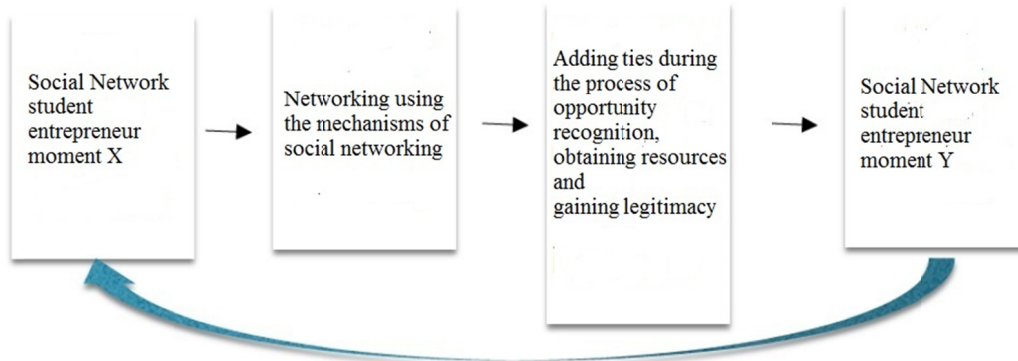 Social Network
student
entrepreneur
moment X
Networking using
the mechanisms of
social networking
Adding ties during
the process of
opportunity
recognition,
obtaining resources
and
gaining legitimacy
Social Network
student
entrepreneur
moment Y